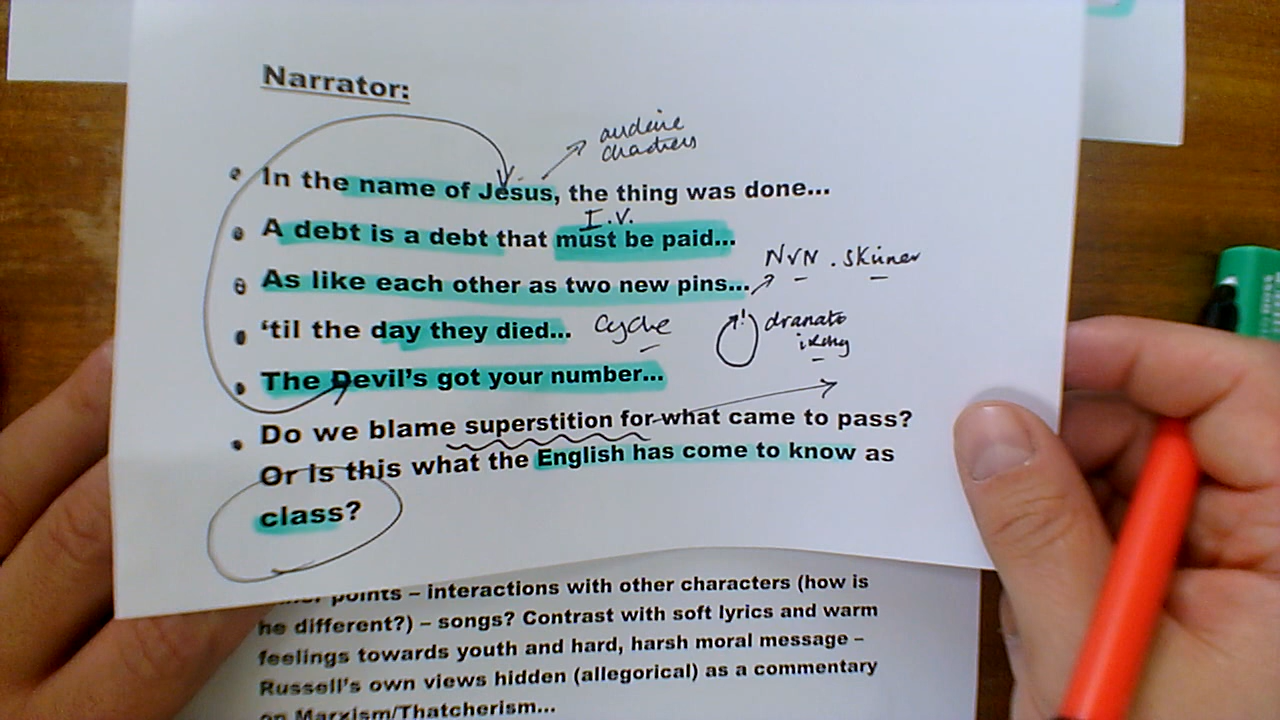 Narrator:
audience
characters
In the name of Jesus, the thing was done...
I.V.
A debt is a debt that must be paid...
NVN . Skinner
As like each other as two new pins...
'til the day they died... Cycle
dramatic
irony
The Devil's got your number...
Do we blame superstition for what came to pass?
Or Is this what the English has come to know as
class?
points – interactions with other characters (how is
he different?) – songs? Contrast with soft lyrics and warm
feelings towards youth and hard, harsh moral message –
Russell's own views hidden (allegorical) as a commentary
on Marxism/Thatcherism...